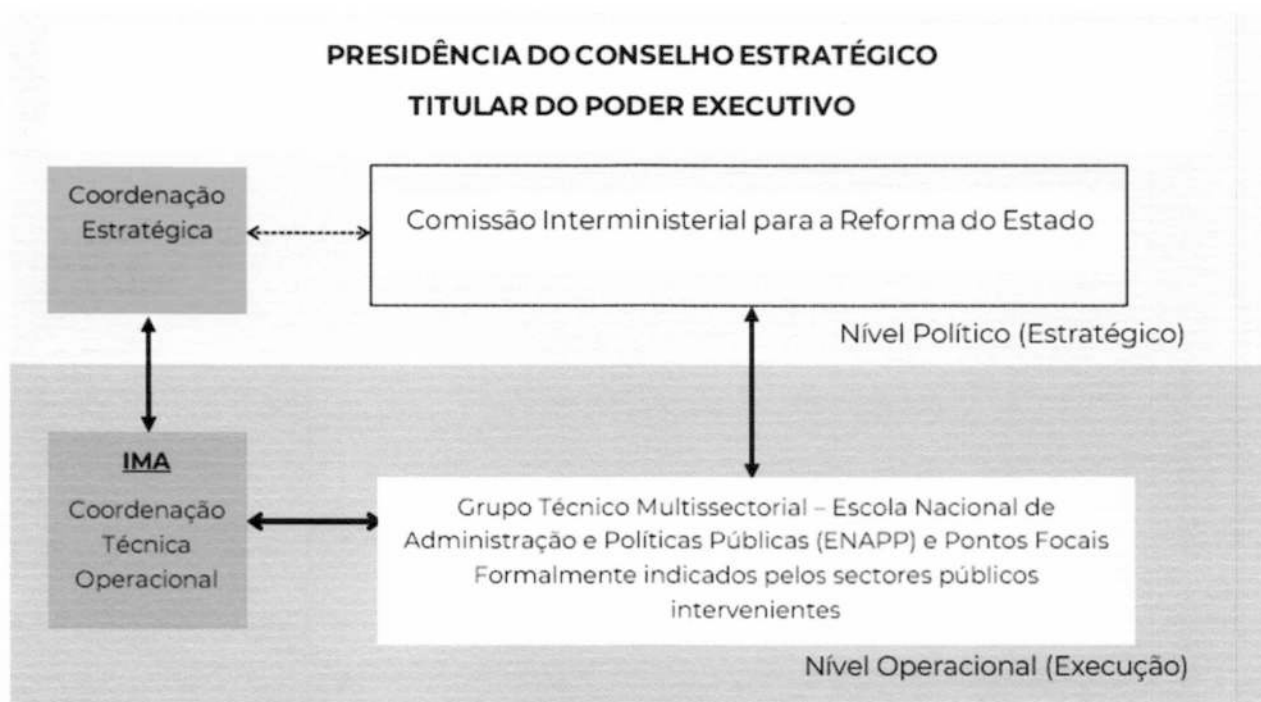 PRESIDÊNCIA DO CONSELHO ESTRATÉGICO
TITULAR DO PODER EXECUTIVO
Coordenação
Estratégica
Comissão Interministerial para a Reforma do Estado
Nível Político (Estratégico)
IMA
Coordenação
Técnica
Operacional
Grupo Técnico Multissectorial – Escola Nacional de
Administração e Políticas Públicas (ENAPP) e Pontos Focais
Formalmente indicados pelos sectores públicos
intervenientes
Nível Operacional (Execução)